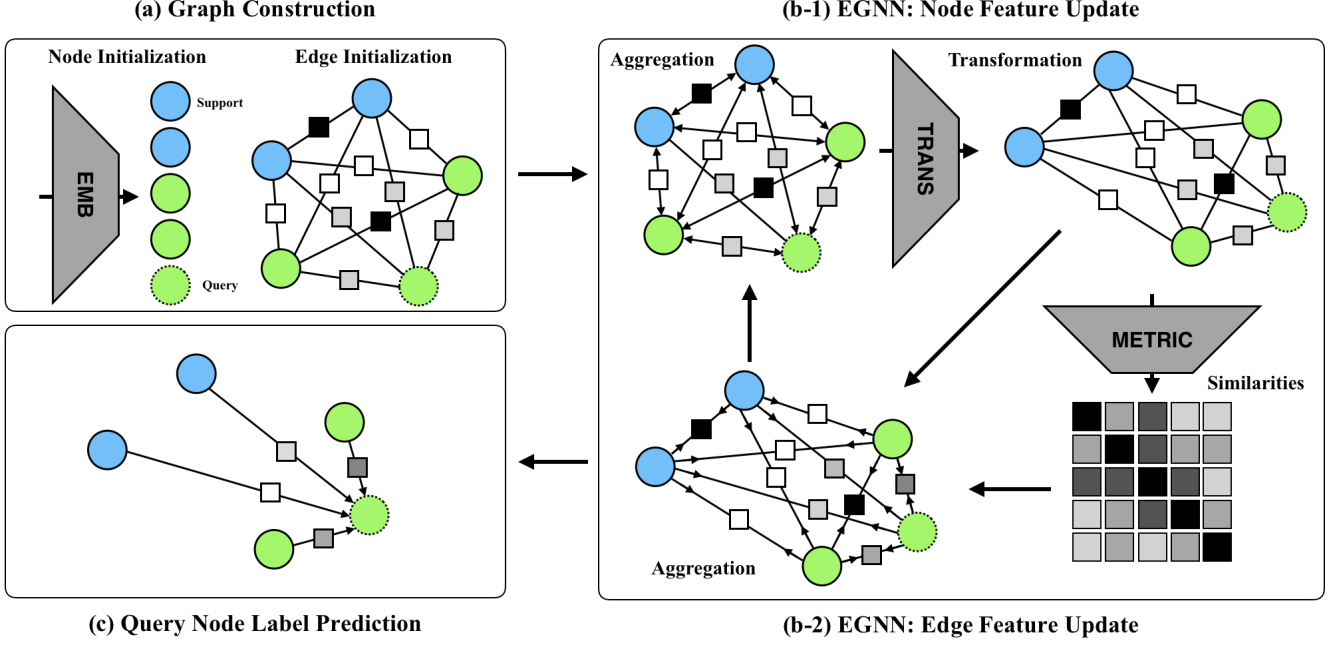 (a) Graph Construction
Node Initialization
Edge Initialization
EMB
Support
Query
(b-1) EGNN: Node Feature Update
Aggregation
TRANS
Transformation
METRIC
Similarities
Aggregation
(c) Query Node Label Prediction
(b-2) EGNN: Edge Feature Update